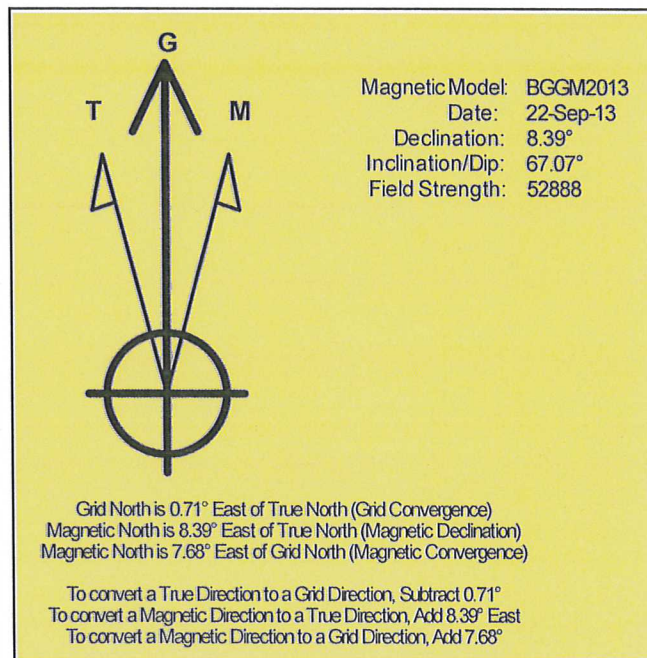 G
T M
Magnetic Model: BGGM2013
Date: 22-Sep-13
Declination: 8.39°
Inclination/Dip: 67.07°
Field Strength: 52888
Grid North is 0.71° East of True North (Grid Convergence)
Magnetic North is 8.39° East of True North (Magnetic Declination)
Magnetic North is 7.68° East of Grid North (Magnetic Convergence)
To convert a True Direction to a Grid Direction, Subtract 0.71°
To convert a Magnetic Direction to a True Direction, Add 8.39° East
To convert a Magnetic Direction to a Grid Direction, Add 7.68°